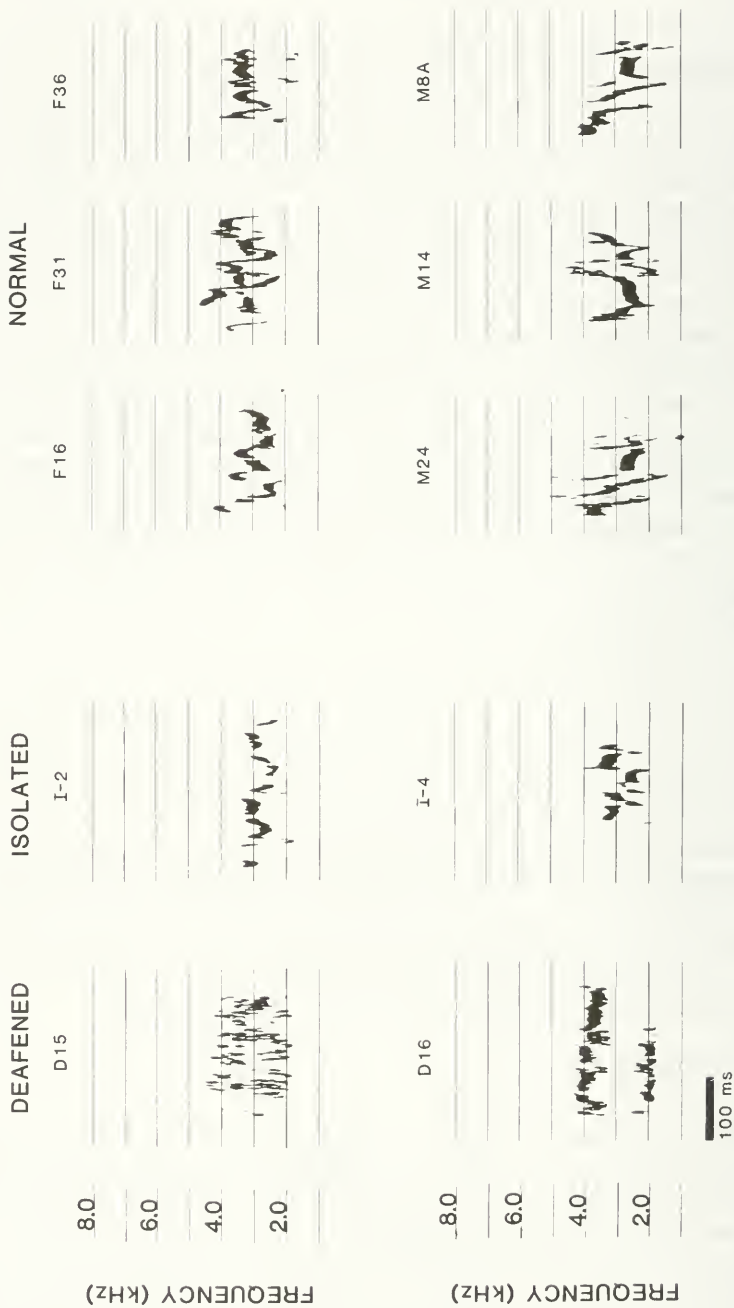 DEAFENED ISOLATED NORMAL
D15 I-2 F16 F31 F36
8.0
6.0
4.0
2.0
FREQUENCY (kHz)
D16 I-4 M24 M14 M8A
8.0
6.0
4.0
2.0
FREQUENCY (kHz)
100 ms